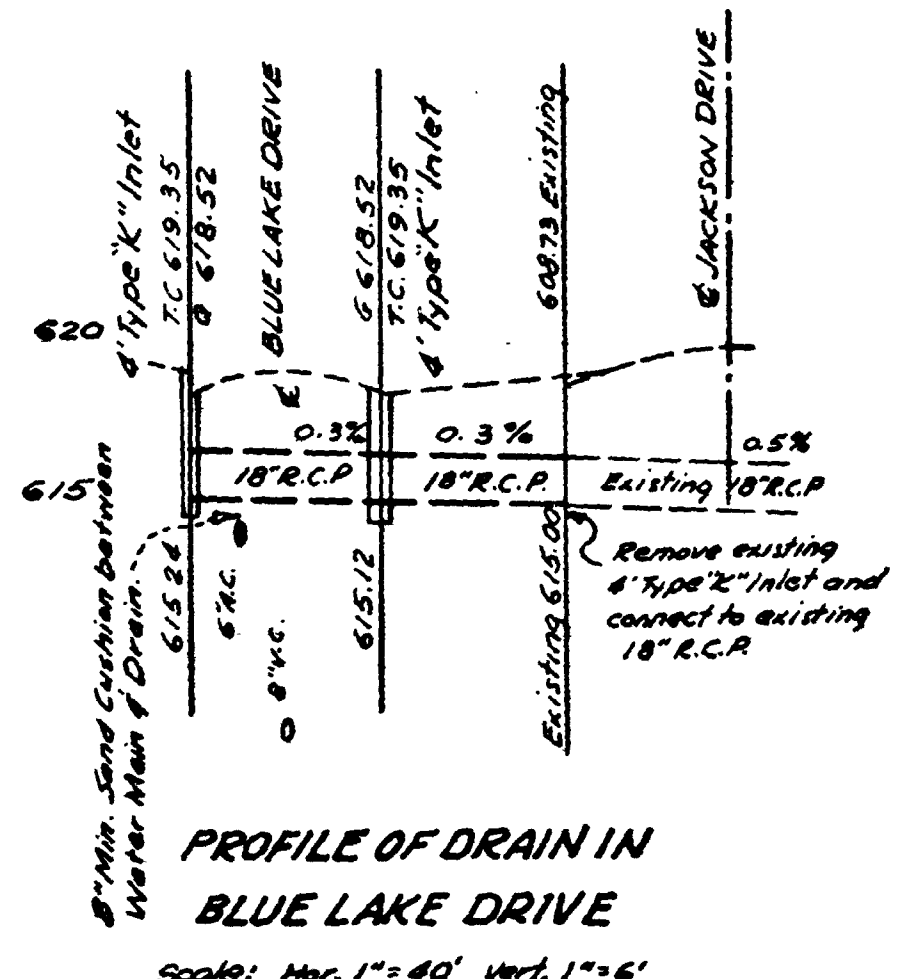 4' Type "K" Inlet
T.C 619.35
G 618.52
BLUE LAKE DRIVE
G 618.52
T.C. 619.35
4' Type "K" Inlet
608.73 Existing
℄ JACKSON DRIVE
620
℄
0.3%
0.3%
0.5%
615
18" R.C.P
18" R.C.P.
Existing 18" R.C.P
8" Min. Sand Cushion between
Water Main & Drain.
615 24
6" A.C.
8" V.C.
615.12
Existing 615.00
Remove existing
4' Type "K" Inlet and
connect to existing
18" R.C.P.
PROFILE OF DRAIN IN
BLUE LAKE DRIVE
Scale: Hor. 1"=40' Vert. 1"=6'